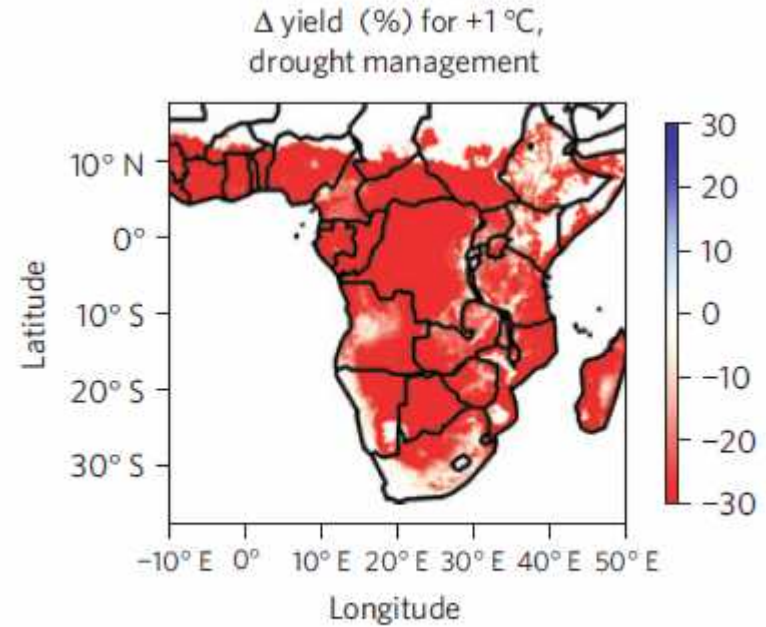 Δ yield (%) for +1 °C,
drought management
30
20
10
0
−10
−20
−30
10° N
0°
10° S
20° S
30° S
Latitude
−10° E 0° 10° E 20° E 30° E 40° E 50° E
Longitude